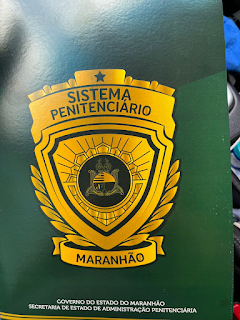 SISTEMA
PENITENCIÁRIO
MARANHÃO
GOVERNO DO ESTADO DO MARANHÃO
SECRETARIA DE ESTADO DE ADMINISTRAÇÃO PENITENCIÁRIA